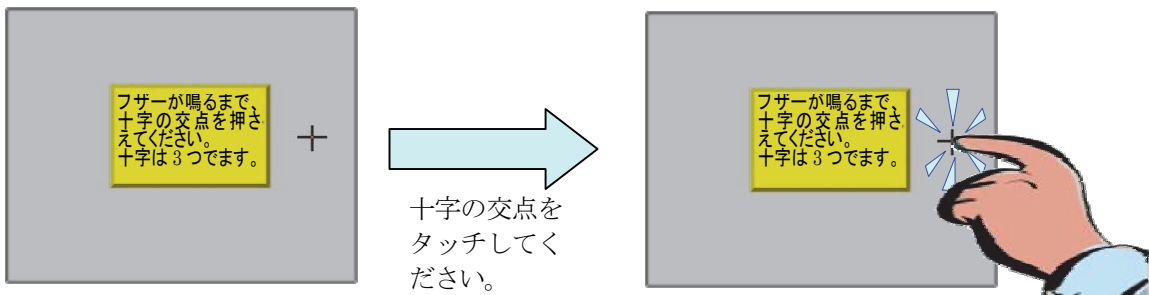 フザーが鳴るまで、
十字の交点を押さ
えてください。
十字は3つでます。
十字の交点を
タッチしてく
ださい。
フザーが鳴るまで、
十字の交点を押さ
えてください。
十字は3つでます。